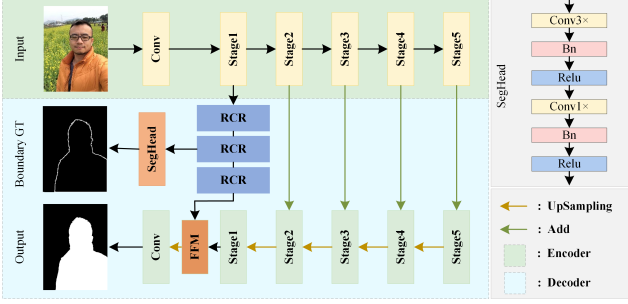 Input
Conv
Stage1
Stage2
Stage3
Stage4
Stage5
Boundary GT
SegHead
RCR
RCR
RCR
Output
Conv
FFM
Stage1
Stage2
Stage3
Stage4
Stage5
SegHead
Conv3×
Bn
Relu
Conv1×
Bn
Relu
: UpSampling
: Add
: Encoder
: Decoder